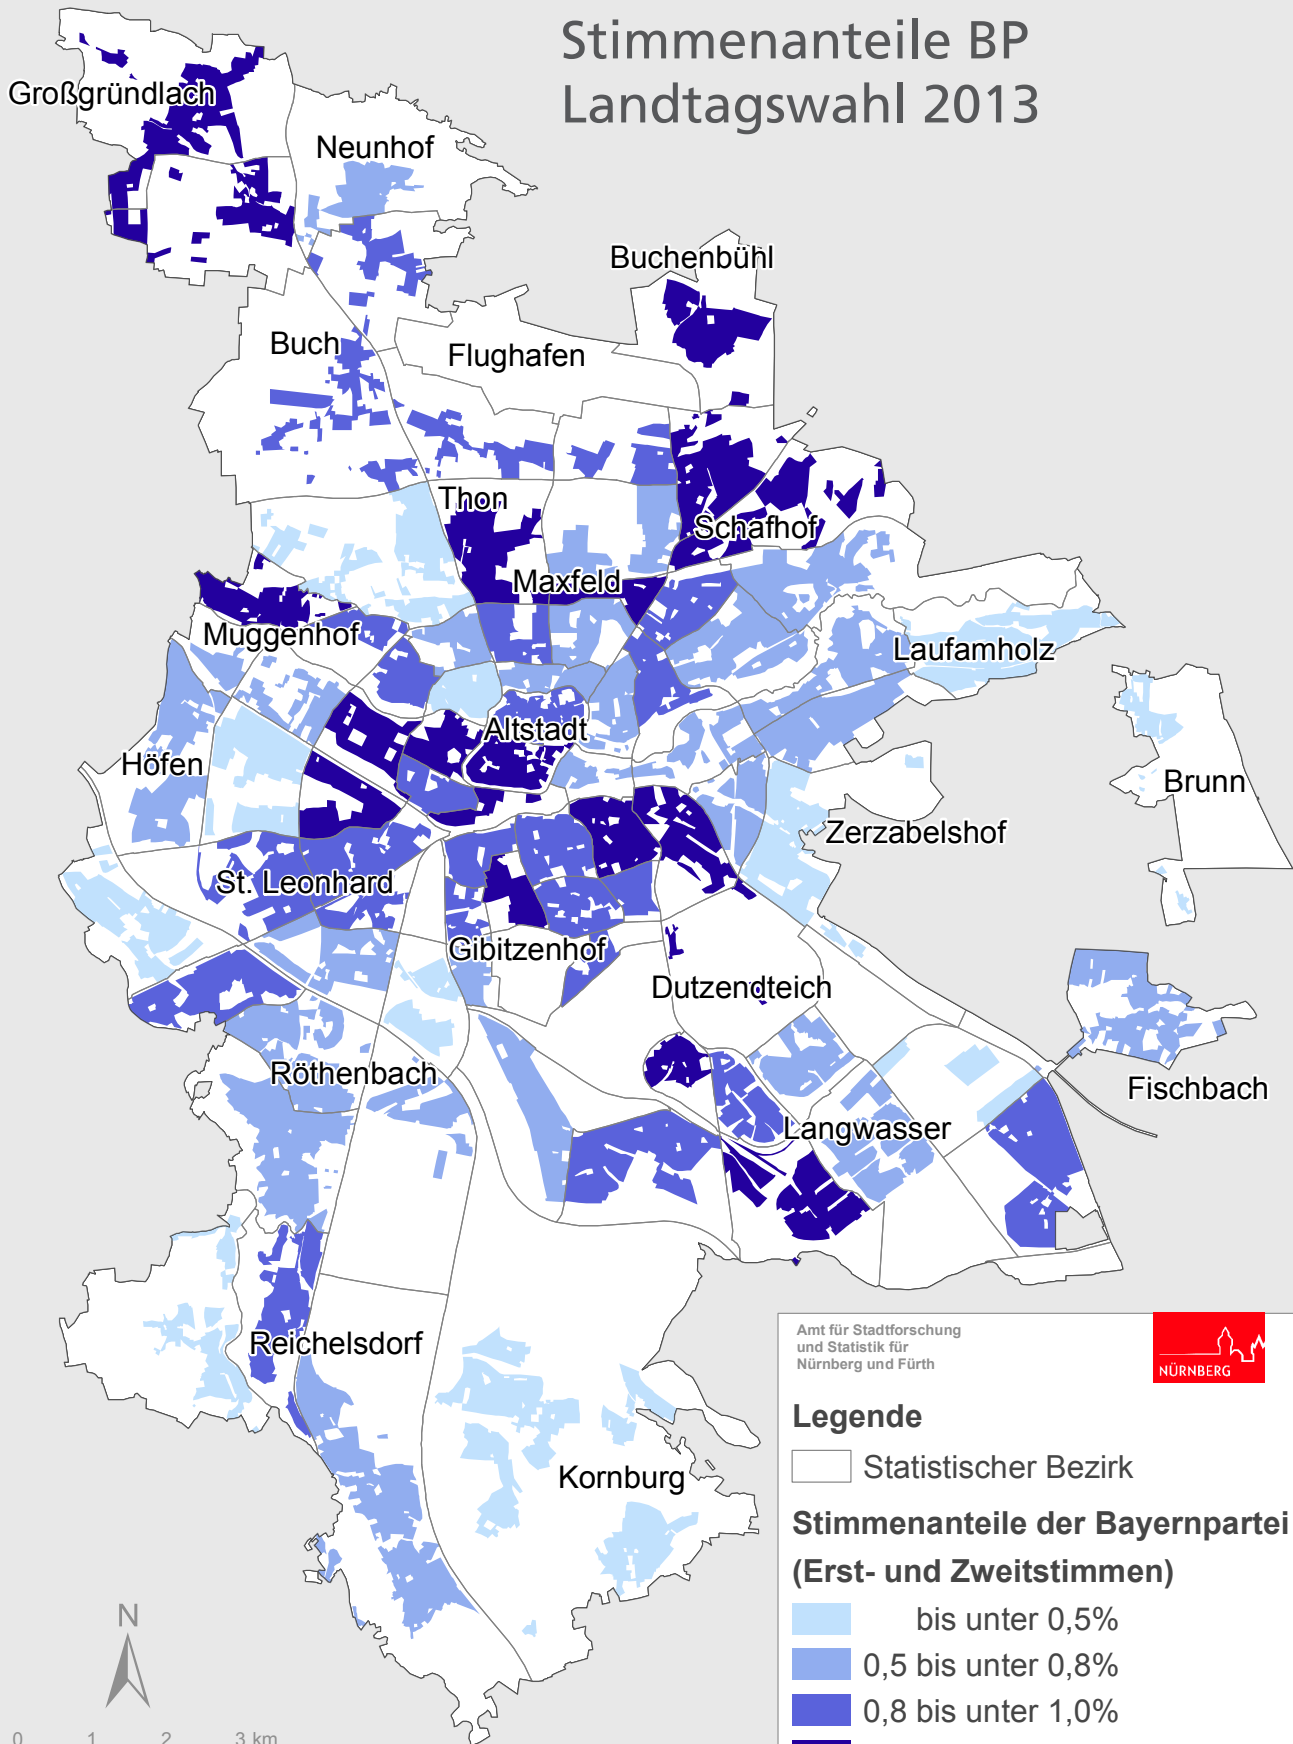 Stimmenanteile BP
Landtagswahl 2013
Großgründlach
Neunhof
Buchenbühl
Buch
Flughafen
Thon
Schafhof
Maxfeld
Muggenhof
Laufamholz
Altstadt
Höfen
Brunn
Zerzabelshof
St. Leonhard
Gibitzenhof
Dutzendteich
Röthenbach
Fischbach
Langwasser
Reichelsdorf
Kornburg
Amt für Stadtforschung
und Statistik für
Nürnberg und Fürth
NÜRNBERG
Legende
Statistischer Bezirk
Stimmenanteile der Bayernpartei
(Erst- und Zweitstimmen)
bis unter 0,5%
0,5 bis unter 0,8%
0,8 bis unter 1,0%
N
0 1 2 3 km